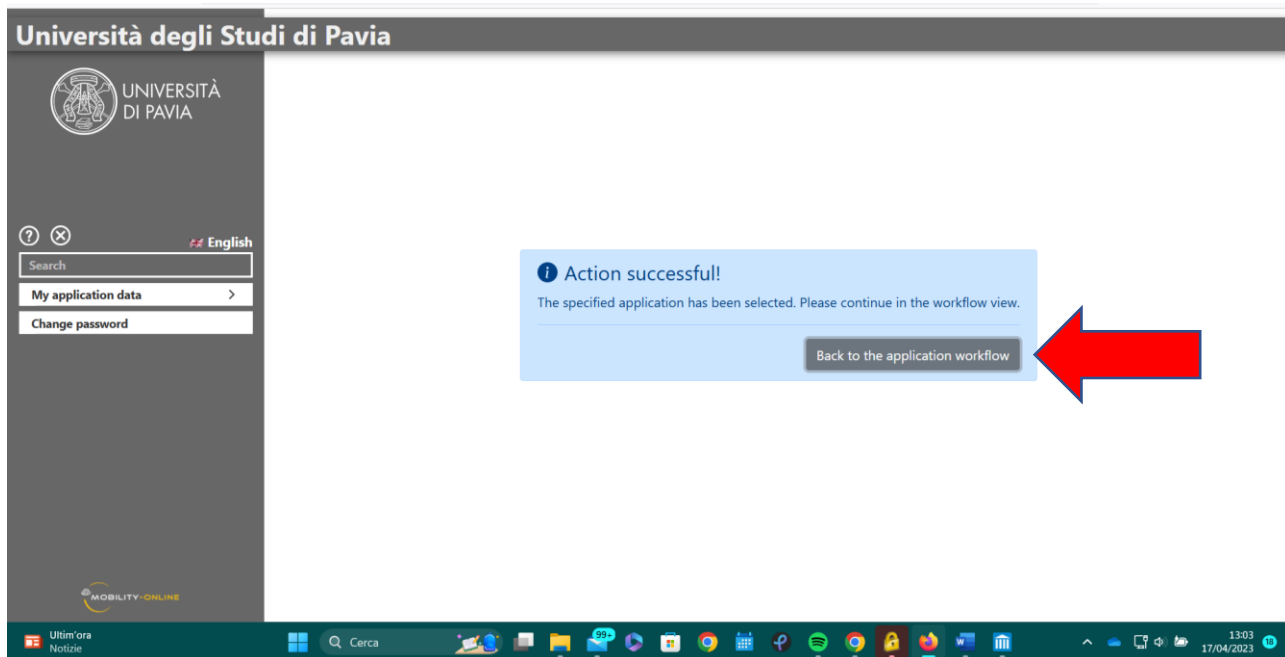 Università degli Studi di Pavia
UNIVERSITÀ
DI PAVIA
English
Search
My application data
Change password
Action successful!
The specified application has been selected. Please continue in the workflow view.
Back to the application workflow
MOBILITY-ONLINE
Ultim'ora
Notizie
Cerca
99+
13:03
17/04/2023
18